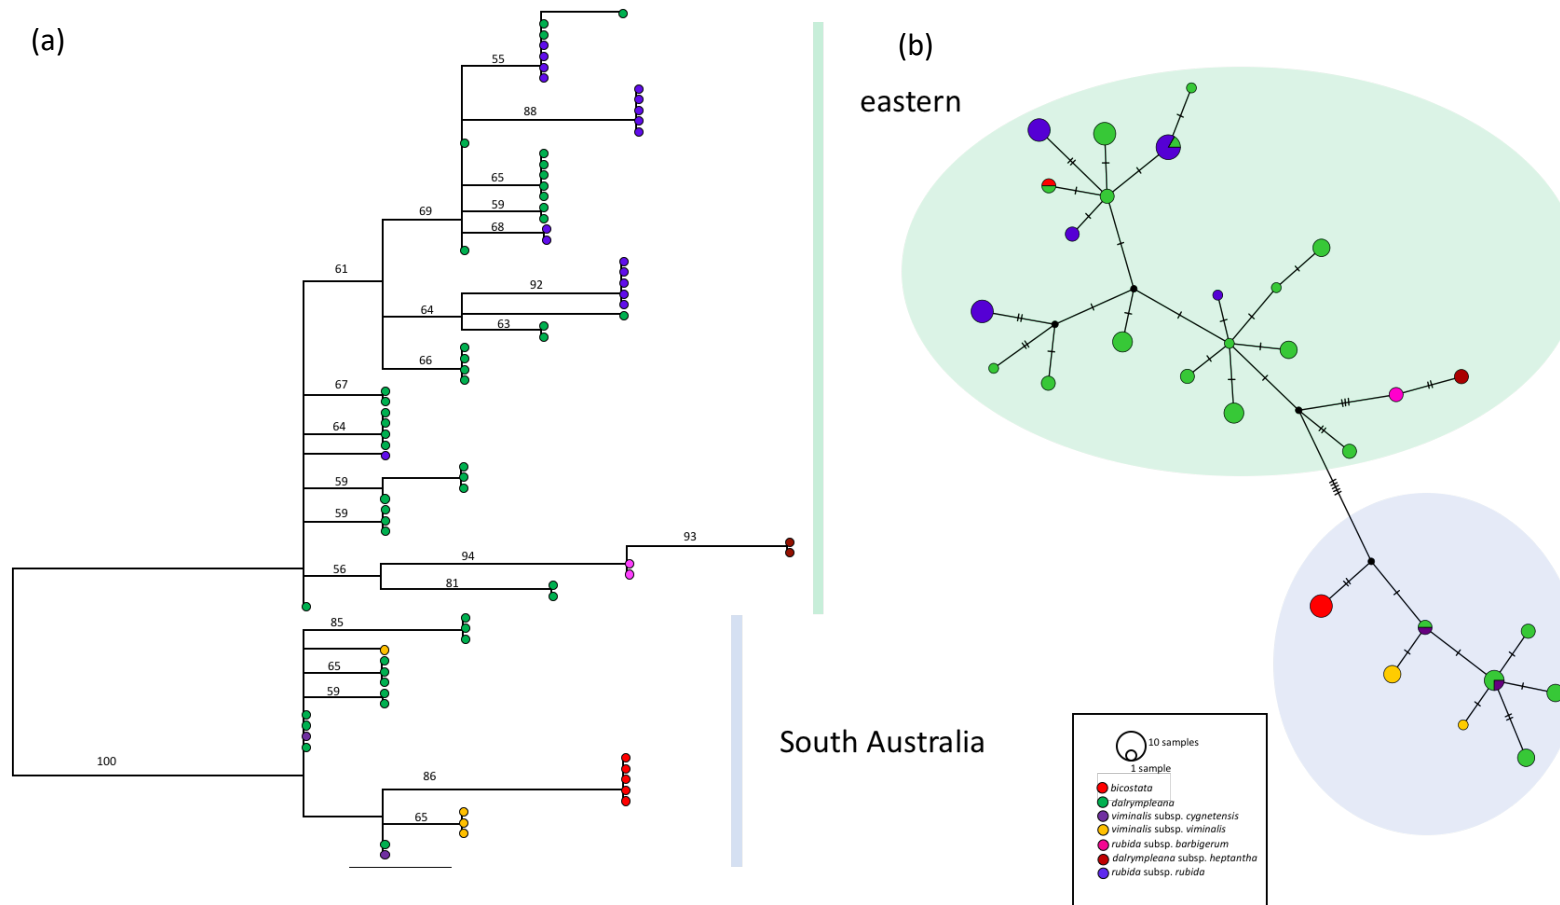 (a)
55
88
65
59
68
69
61
92
64
63
66
67
64
59
59
94
93
56
81
85
65
59
100
86
65
(b)
eastern
South Australia
10 samples
1 sample
bicostata
dalrympleana
viminalis subsp. cygnetensis
viminalis subsp. viminalis
rubida subsp. barbigerum
dalrympleana subsp. heptantha
rubida subsp. rubida